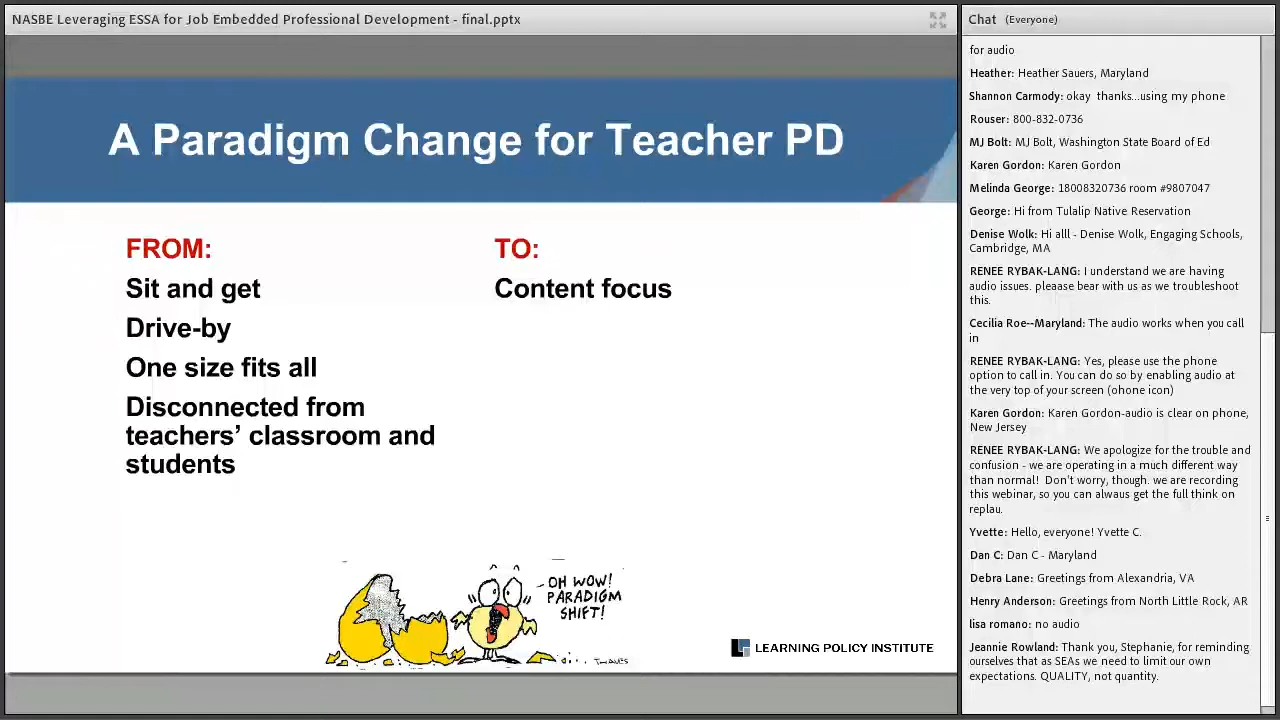 NASBE Leveraging ESSA for Job Embedded Professional Development - final.pptx
A Paradigm Change for Teacher PD
FROM:
Sit and get
Drive-by
One size fits all
Disconnected from
teachers’ classroom and
students
TO:
Content focus
OH WOW!
PARADIGM
SHIFT!
THAVES
LEARNING POLICY INSTITUTE
Chat (Everyone)
for audio
Heather: Heather Sauers, Maryland
Shannon Carmody: okay thanks...using my phone
Rouser: 800-832-0736
MJ Bolt: MJ Bolt, Washington State Board of Ed
Karen Gordon: Karen Gordon
Melinda George: 18008320736 room #9807047
George: Hi from Tulalip Native Reservation
Denise Wolk: Hi alll - Denise Wolk, Engaging Schools,
Cambridge, MA
RENEE RYBAK-LANG: I understand we are having
audio issues. pleaase bear with us as we troubleshoot
this.
Cecilia Roe--Maryland: The audio works when you call
in
RENEE RYBAK-LANG: Yes, please use the phone
option to call in. You can do so by enabling audio at
the very top of your screen (ohone icon)
Karen Gordon: Karen Gordon-audio is clear on phone,
New Jersey
RENEE RYBAK-LANG: We apologize for the trouble and
confusion - we are operating in a much different way
than normal! Don't worry, though. we are recording
this webinar, so you can alwaus get the full think on
replau.
Yvette: Hello, everyone! Yvette C.
Dan C: Dan C - Maryland
Debra Lane: Greetings from Alexandria, VA
Henry Anderson: Greetings from North Little Rock, AR
lisa romano: no audio
Jeannie Rowland: Thank you, Stephanie, for reminding
ourselves that as SEAs we need to limit our own
expectations. QUALITY, not quantity.